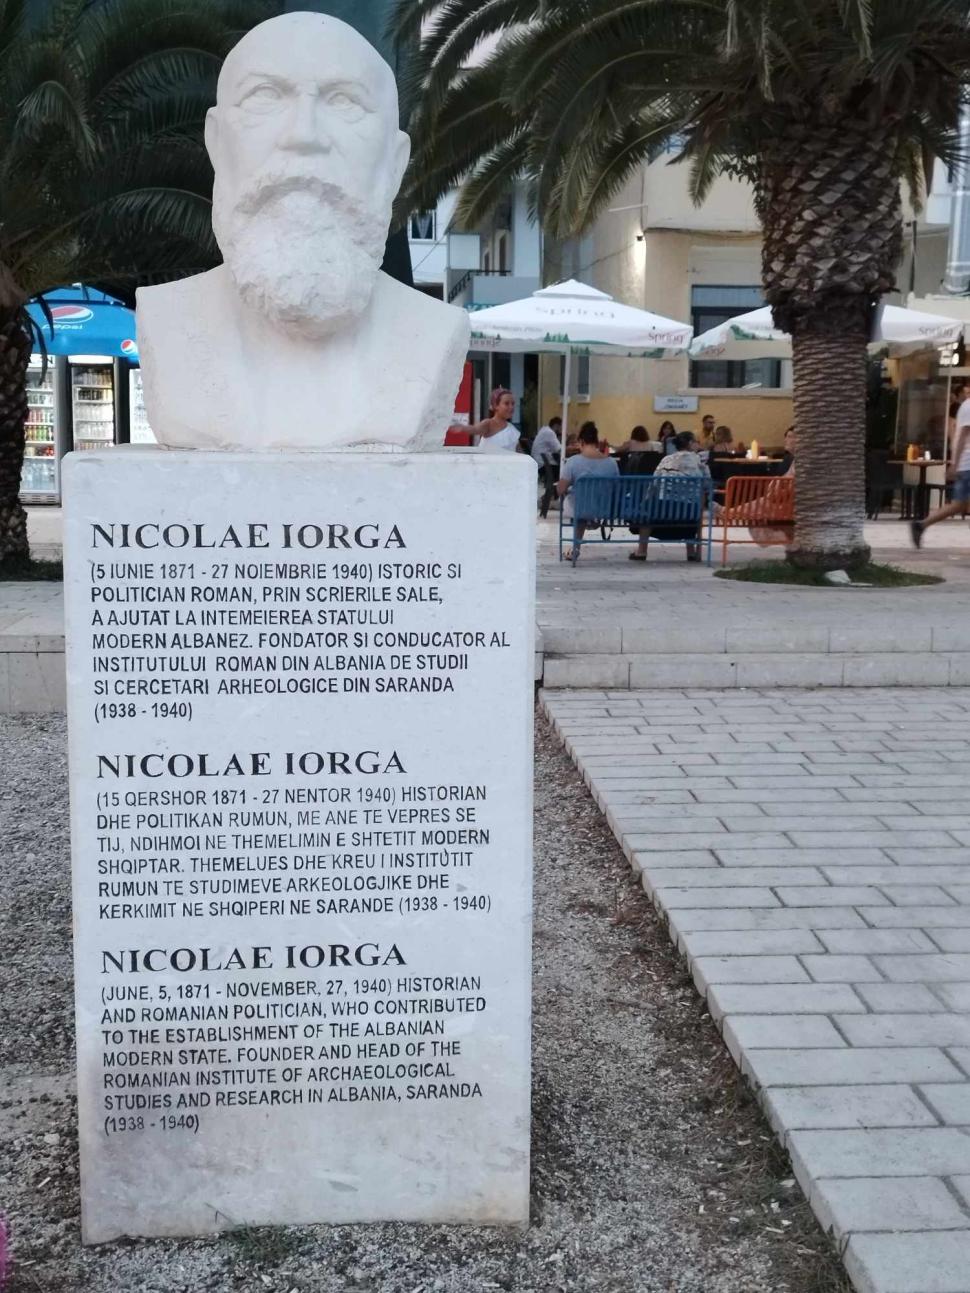 pepsi
spring
Spring
Spring
NICOLAE IORGA
(5 IUNIE 1871 - 27 NOIEMBRIE 1940) ISTORIC SI
POLITICIAN ROMAN, PRIN SCRIERILE SALE,
A AJUTAT LA INTEMEIEREA STATULUI
MODERN ALBANEZ. FONDATOR SI CONDUCATOR AL
INSTITUTULUI ROMAN DIN ALBANIA DE STUDII
SI CERCETARI ARHEOLOGICE DIN SARANDA
(1938 - 1940)
NICOLAE IORGA
(15 QERSHOR 1871 - 27 NENTOR 1940) HISTORIAN
DHE POLITIKAN RUMUN, ME ANE TE VEPRES SE
TIJ, NDIHMOI NE THEMELIMIN E SHTETIT MODERN
SHQIPTAR. THEMELUES DHE KREU I INSTITUTIT
RUMUN TE STUDIMEVE ARKEOLOGJIKE DHE
KERKIMIT NE SHQIPERI NE SARANDE (1938 - 1940)
NICOLAE IORGA
(JUNE, 5, 1871 - NOVEMBER, 27, 1940) HISTORIAN
AND ROMANIAN POLITICIAN, WHO CONTRIBUTED
TO THE ESTABLISHMENT OF THE ALBANIAN
MODERN STATE. FOUNDER AND HEAD OF THE
ROMANIAN INSTITUTE OF ARCHAEOLOGICAL
STUDIES AND RESEARCH IN ALBANIA, SARANDA
(1938 - 1940)